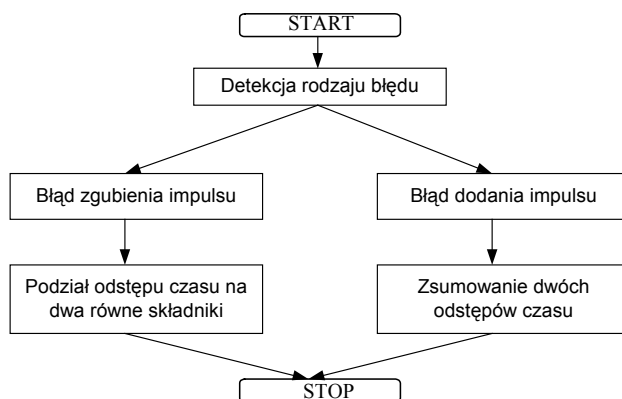 START
Detekcja rodzaju błędu
Błąd zgubienia impulsu
Błąd dodania impulsu
Podział odstępu czasu na
dwa równe składniki
Zsumowanie dwóch
odstępów czasu
STOP